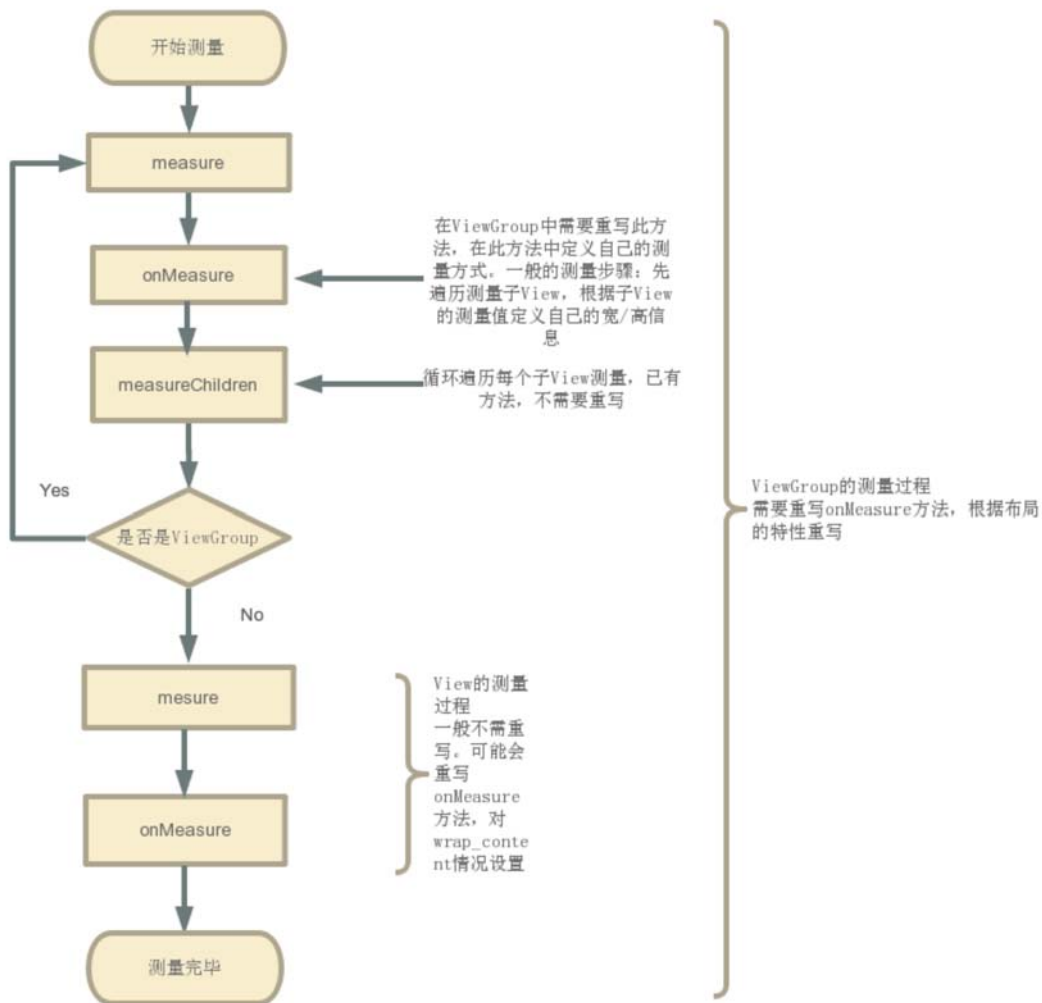 开始测量
measure
onMeasure
在ViewGroup中需要重写此方
法，在此方法中定义自己的测
量方式。一般的测量步骤：先
遍历测量子View，根据子View
的测量值定义自己的宽/高信
息
measureChildren
循环遍历每个子View测量，已有
方法，不需要重写
Yes
是否是ViewGroup
No
ViewGroup的测量过程
需要重写onMeasure方法，根据布局
的特性重写
mesure
onMeasure
View的测量
过程
一般不需重
写。可能会
重写
onMeasure
方法，对
wrap_conte
nt情况设置
测量完毕